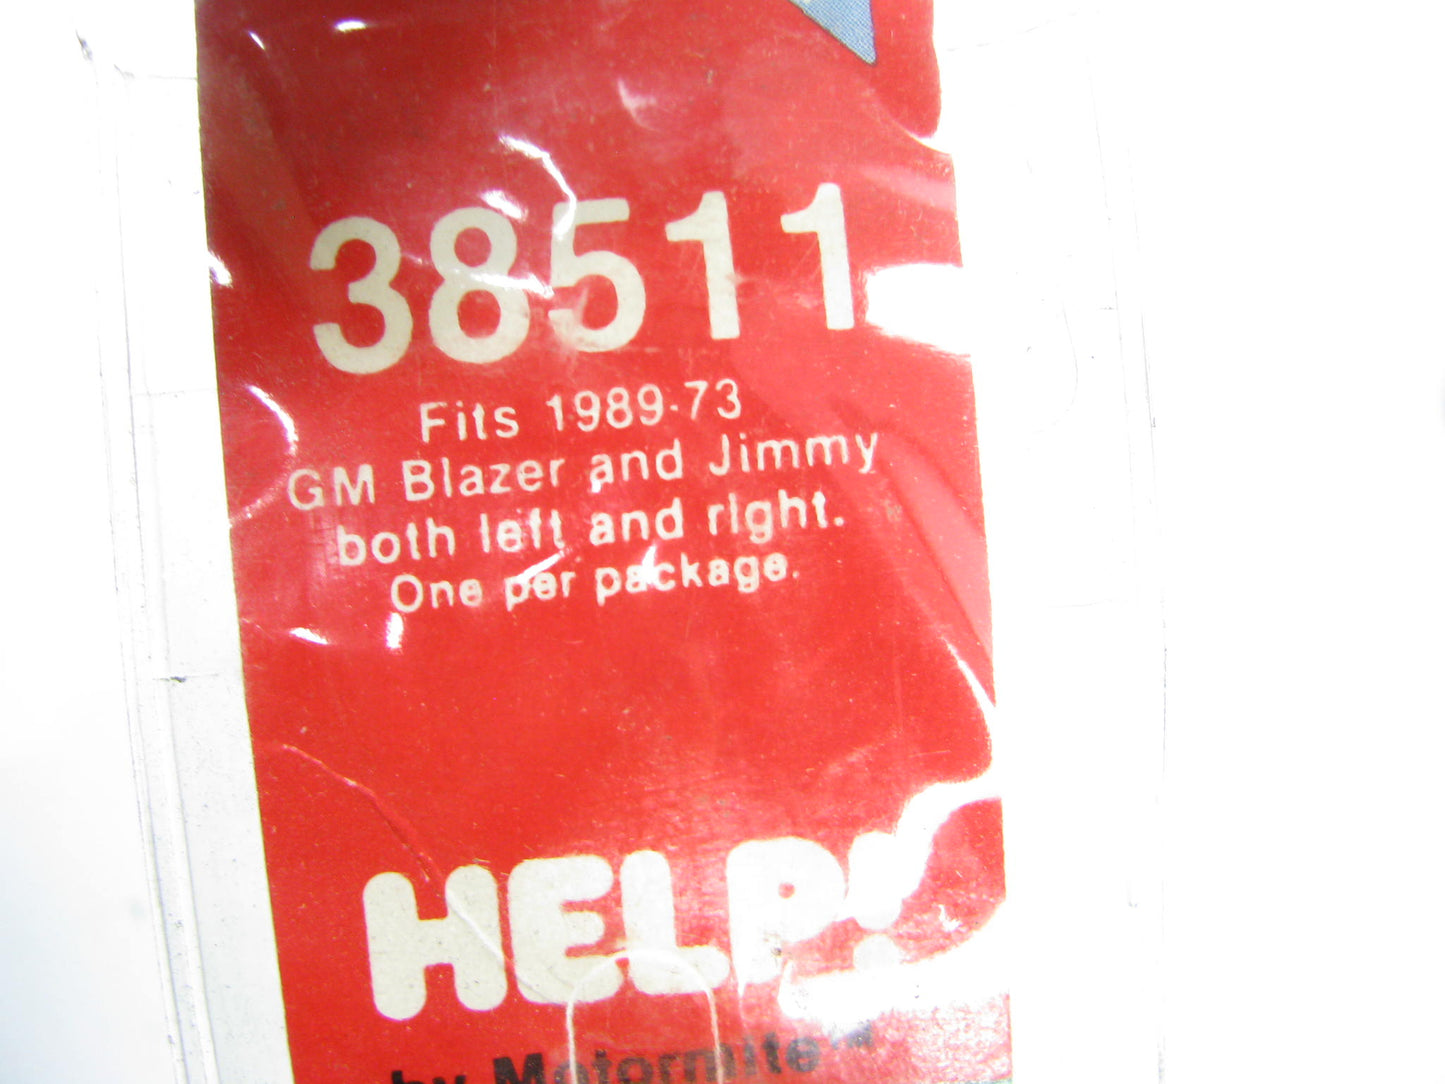 38511
Fits 1989-73
GM Blazer and Jimmy
both left and right.
One per package.
HELP!
by Motormite